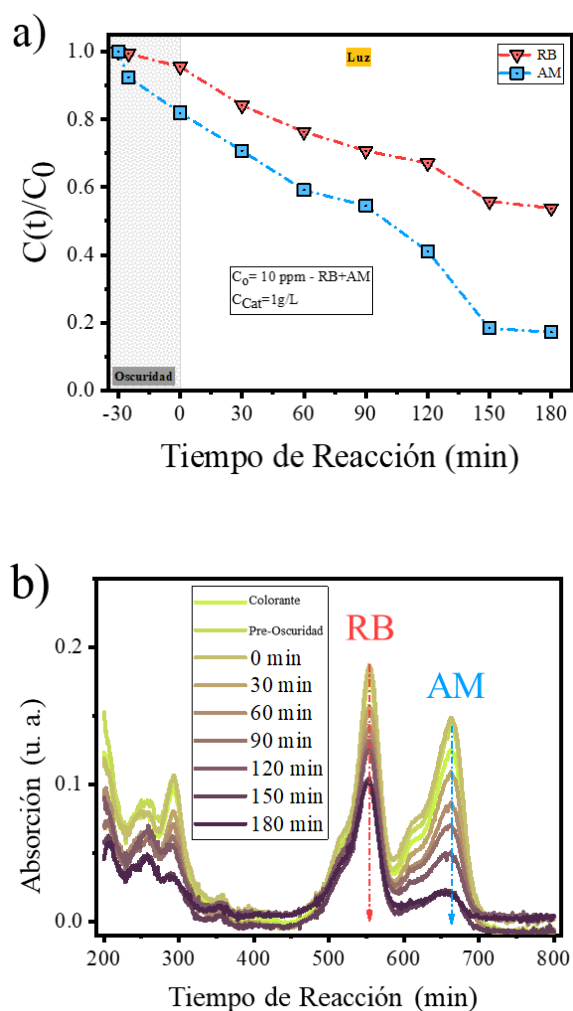 a)
1.0
0.8
0.6
0.4
0.2
0.0
C(t)/C0
Luz
RB
AM
C₀= 10 ppm - RB+AM
C_Cat=1g/L
Oscuridad
-30 0 30 60 90 120 150 180
Tiempo de Reacción (min)
b)
0.2
0.1
0.0
Absorción (u. a.)
Colorante
Pre-Oscuridad
0 min
30 min
60 min
90 min
120 min
150 min
180 min
RB
AM
200 300 400 500 600 700 800
Tiempo de Reacción (min)